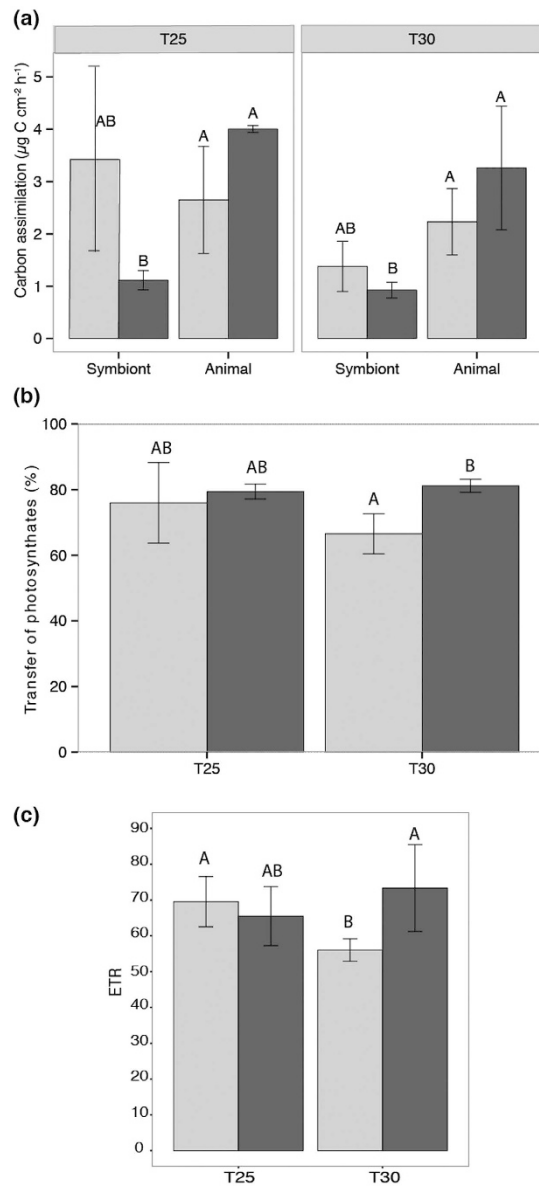 (a)
T25 T30
Carbon assimilation (µg C cm⁻² h⁻¹)
5
4
3
2
1
0
AB B A A
AB B A A
Symbiont Animal Symbiont Animal
(b)
Transfer of photosynthates (%)
100
80
60
40
20
0
AB AB A B
T25 T30
(c)
ETR
90
80
70
60
50
40
30
20
10
0
A AB B A
T25 T30